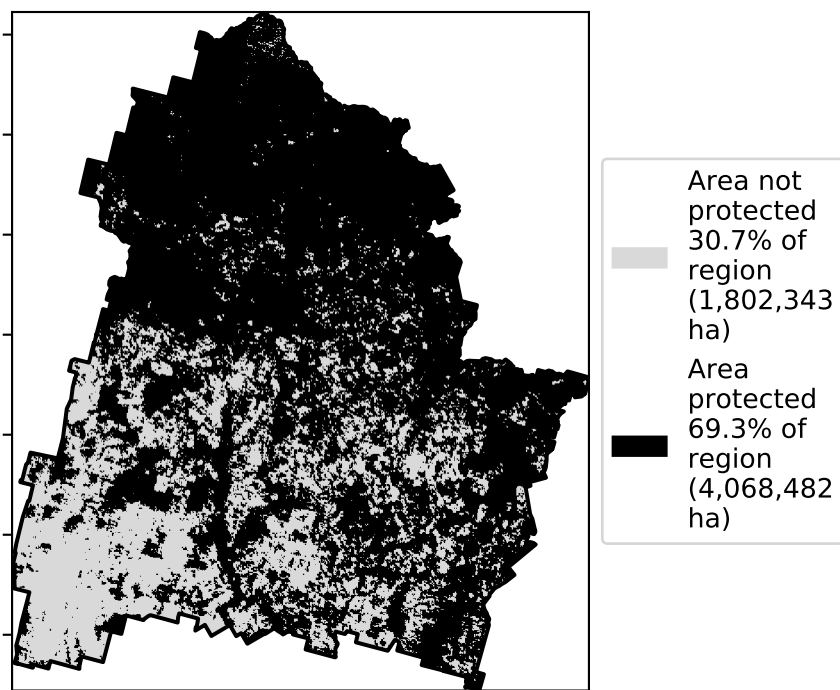 Area not
protected
30.7% of
region
(1,802,343
ha)
Area
protected
69.3% of
region
(4,068,482
ha)